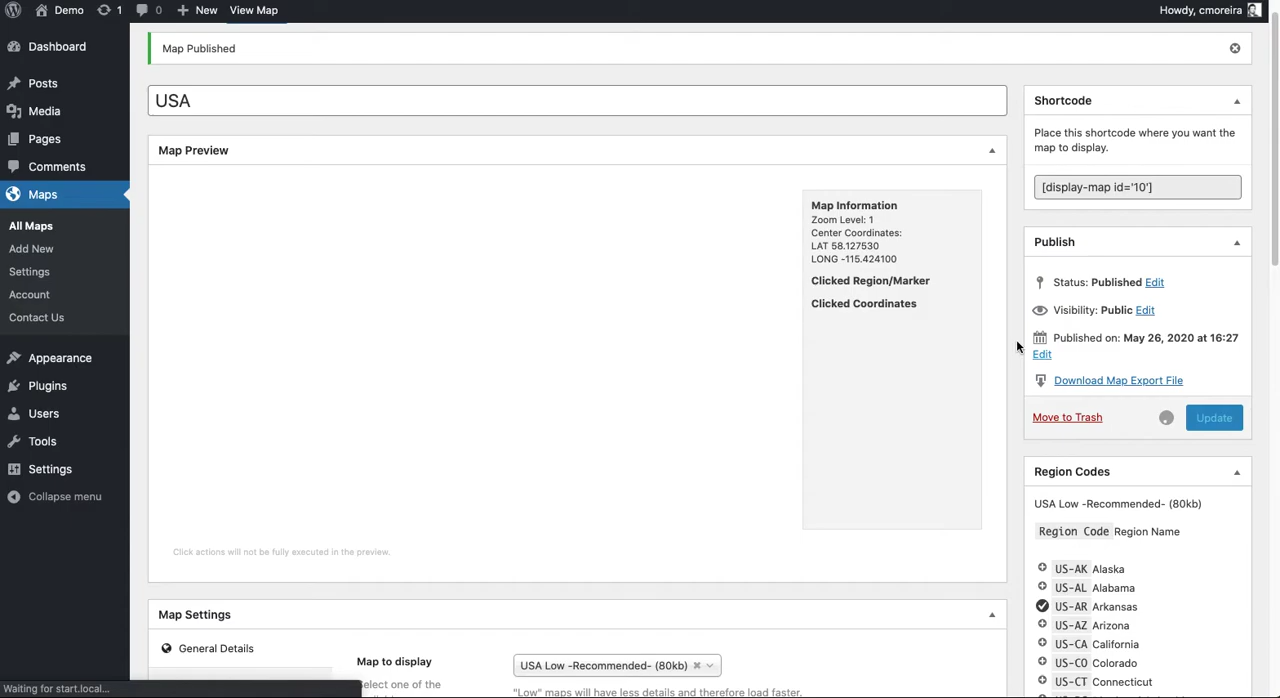 Demo 1 0 New View Map Howdy, cmoreira
Dashboard
Posts
Media
Pages
Comments
Maps
All Maps
Add New
Settings
Account
Contact Us
Appearance
Plugins
Users
Tools
Settings
Collapse menu
Waiting for start.local...
Map Published
USA
Map Preview
Map Information
Zoom Level: 1
Center Coordinates:
LAT 58.127530
LONG -115.424100
Clicked Region/Marker
Clicked Coordinates
Click actions will not be fully executed in the preview.
Map Settings
General Details
Map to display
USA Low -Recommended- (80kb)
Select one of the
"Low" maps will have less details and therefore load faster.
Shortcode
Place this shortcode where you want the
map to display.
[display-map id='10']
Publish
Status: Published Edit
Visibility: Public Edit
Published on: May 26, 2020 at 16:27
Edit
Download Map Export File
Move to Trash Update
Region Codes
USA Low -Recommended- (80kb)
Region Code Region Name
US-AK Alaska
US-AL Alabama
US-AR Arkansas
US-AZ Arizona
US-CA California
US-CO Colorado
US-CT Connecticut